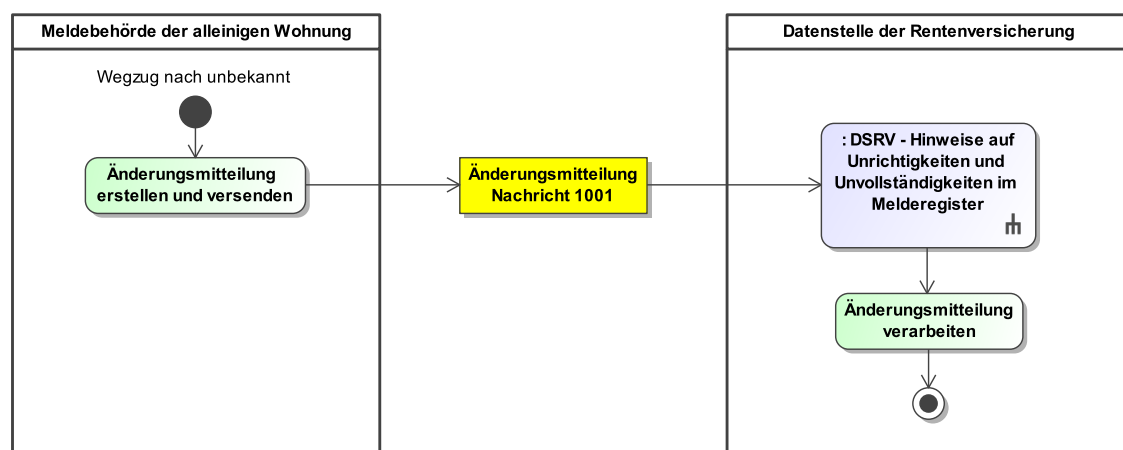 Meldebehörde der alleinigen Wohnung
Wegzug nach unbekannt
Änderungsmitteilung
erstellen und versenden
Änderungsmitteilung
Nachricht 1001
Datenstelle der Rentenversicherung
: DSRV - Hinweise auf
Unrichtigkeiten und
Unvollständigkeiten im
Melderegister
Änderungsmitteilung
verarbeiten